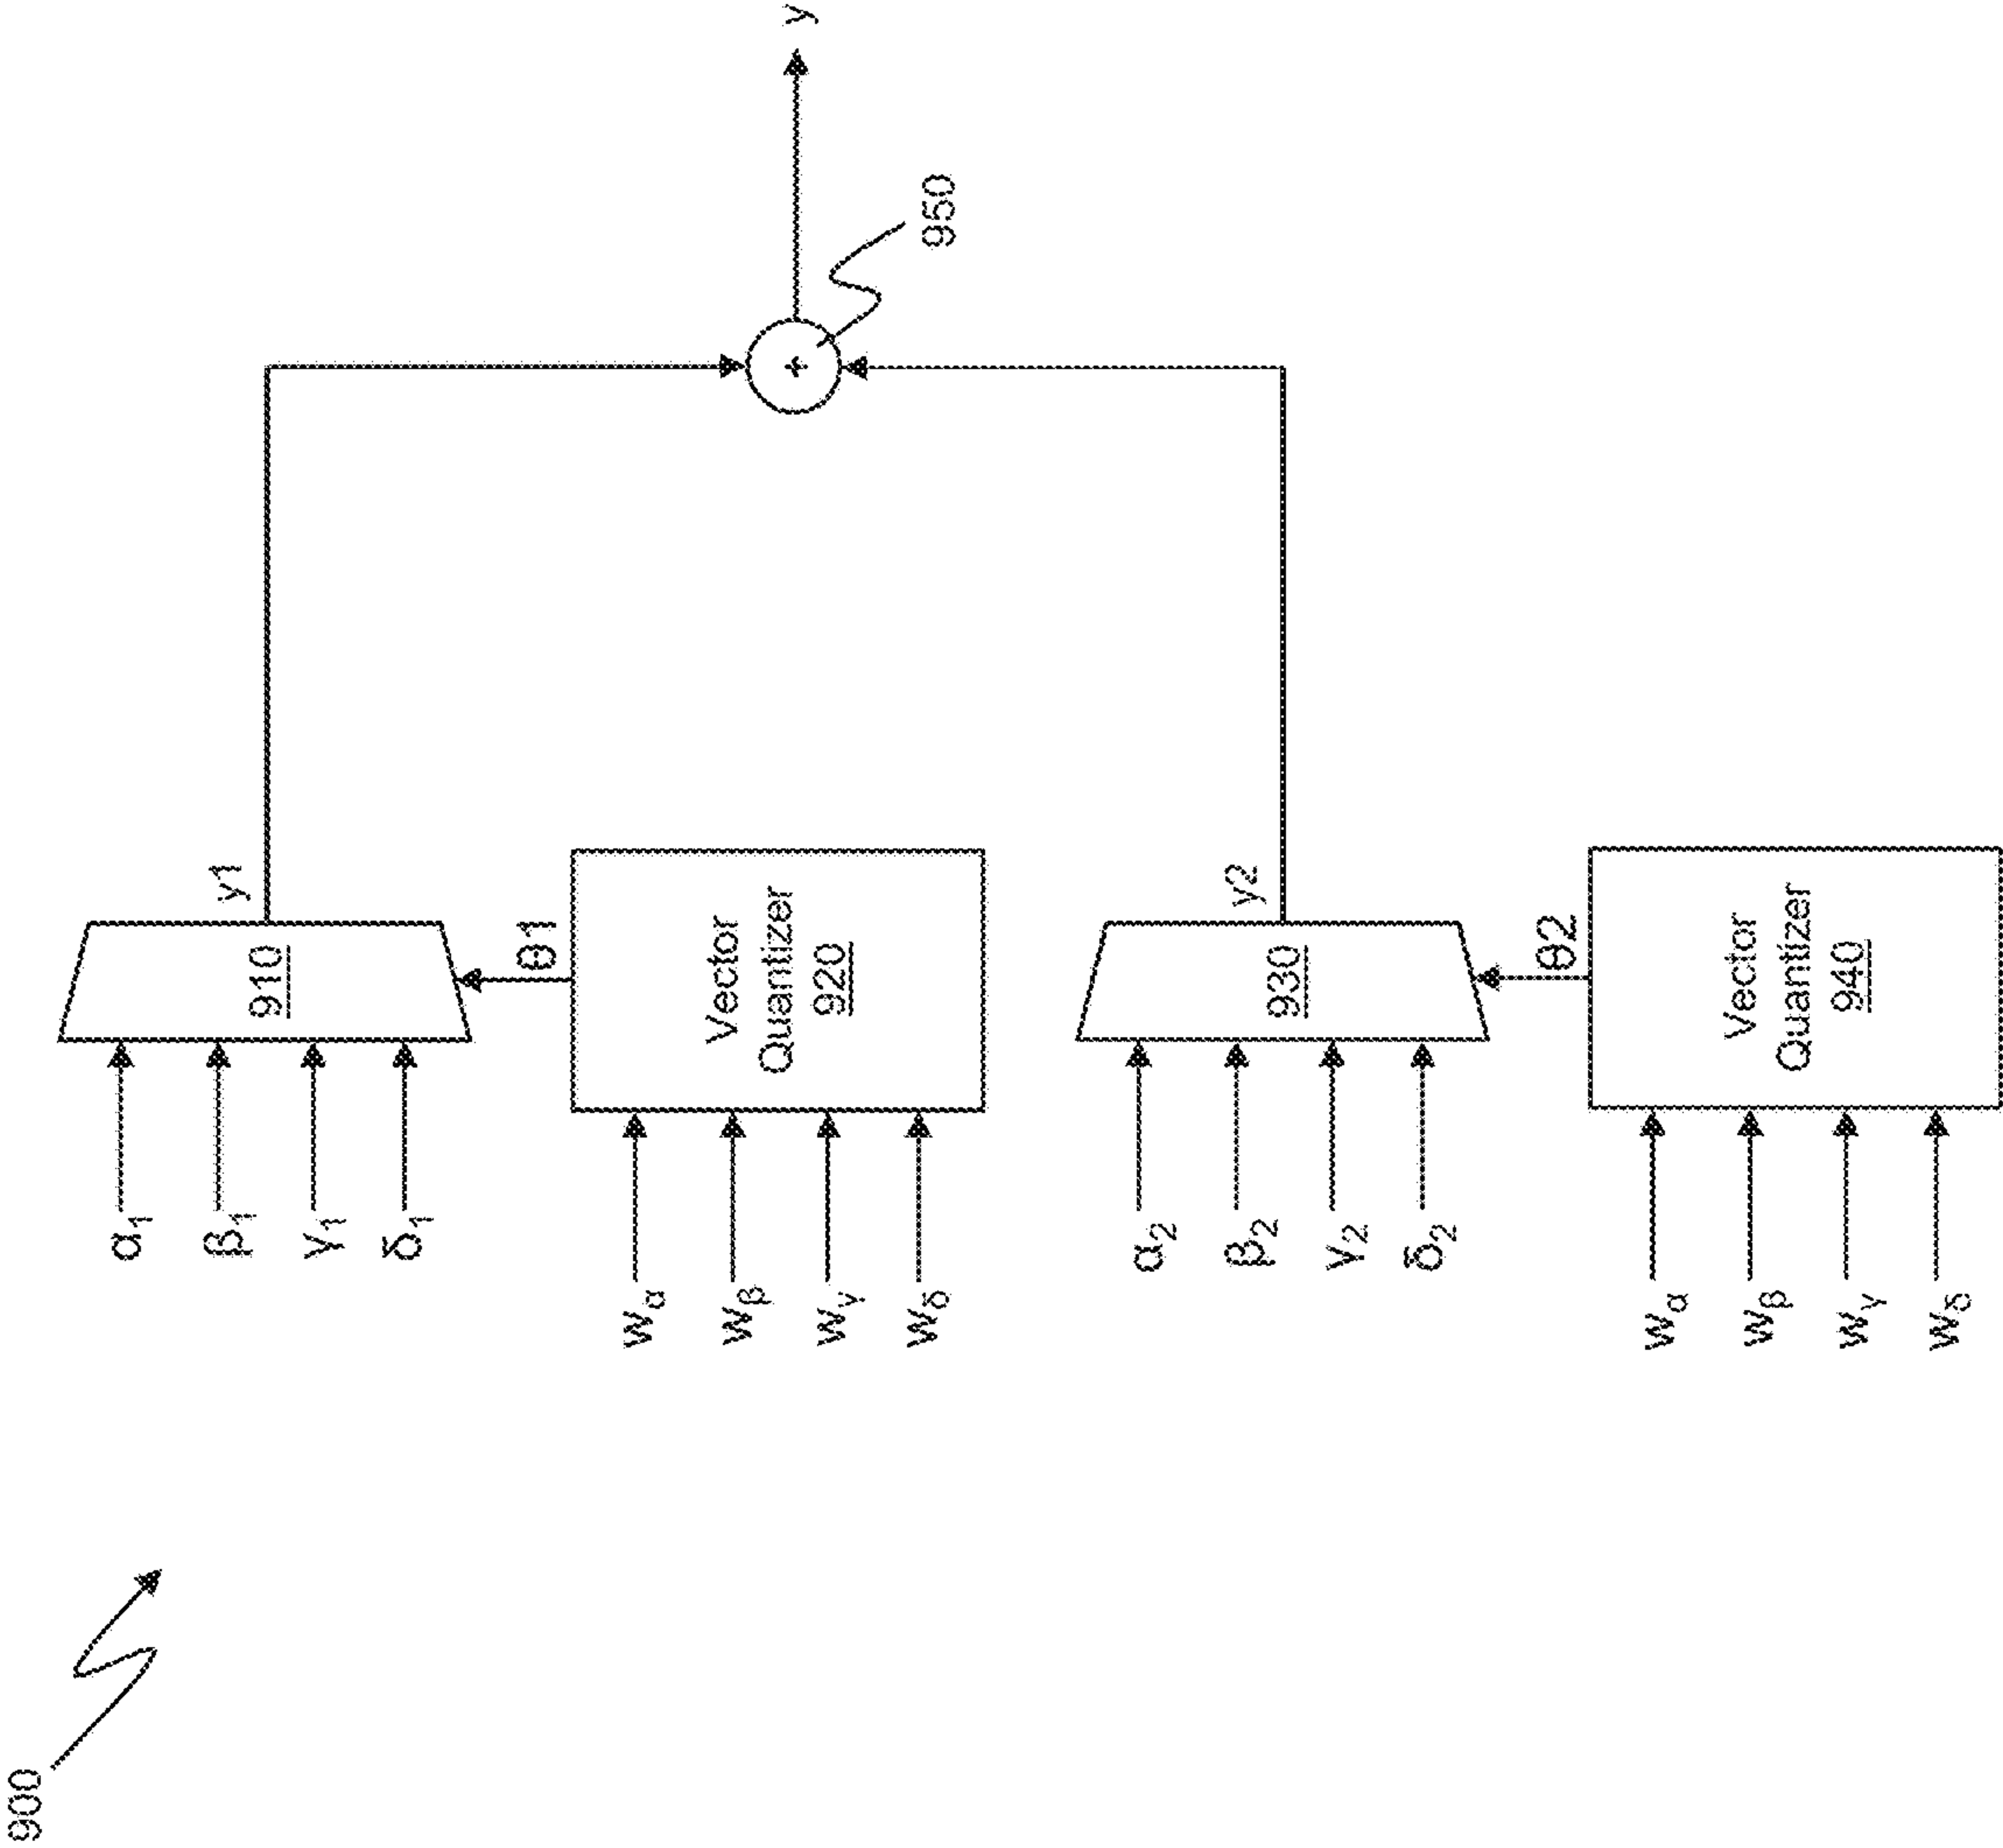 900
α1
β1
γ1
δ1
910
y1
wα
wβ
wγ
wδ
Vector
Quantizer
920
θ1
α2
β2
γ2
δ2
930
y2
wα
wβ
wγ
wδ
Vector
Quantizer
940
θ2
+
950
y